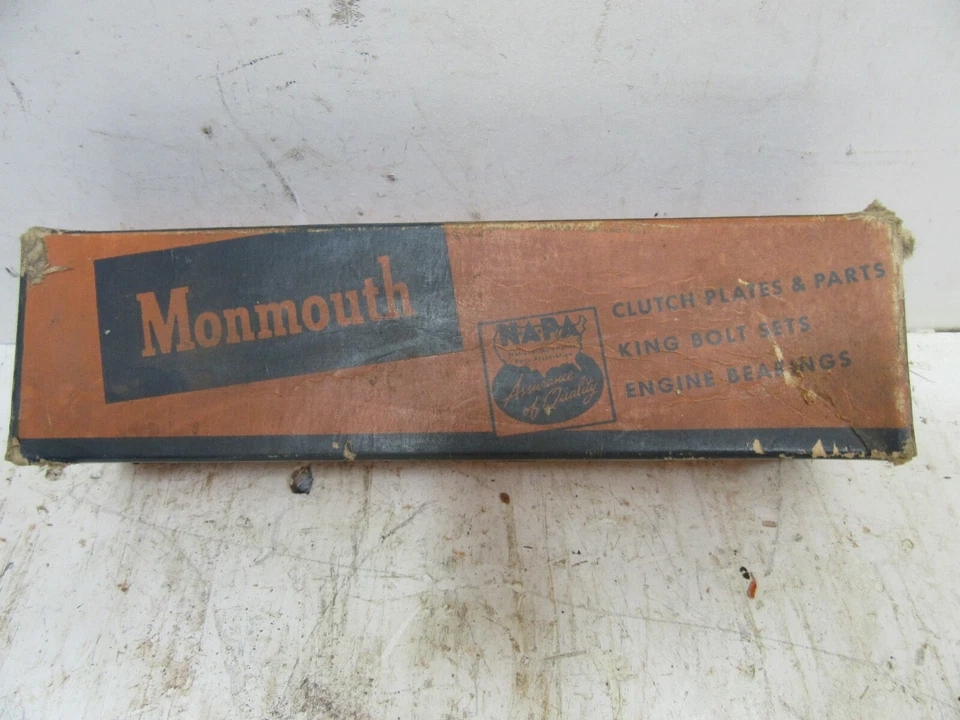 Monmouth
NAPA
Assurance
of Quality
CLUTCH PLATES & PARTS
KING BOLT SETS
ENGINE BEARINGS